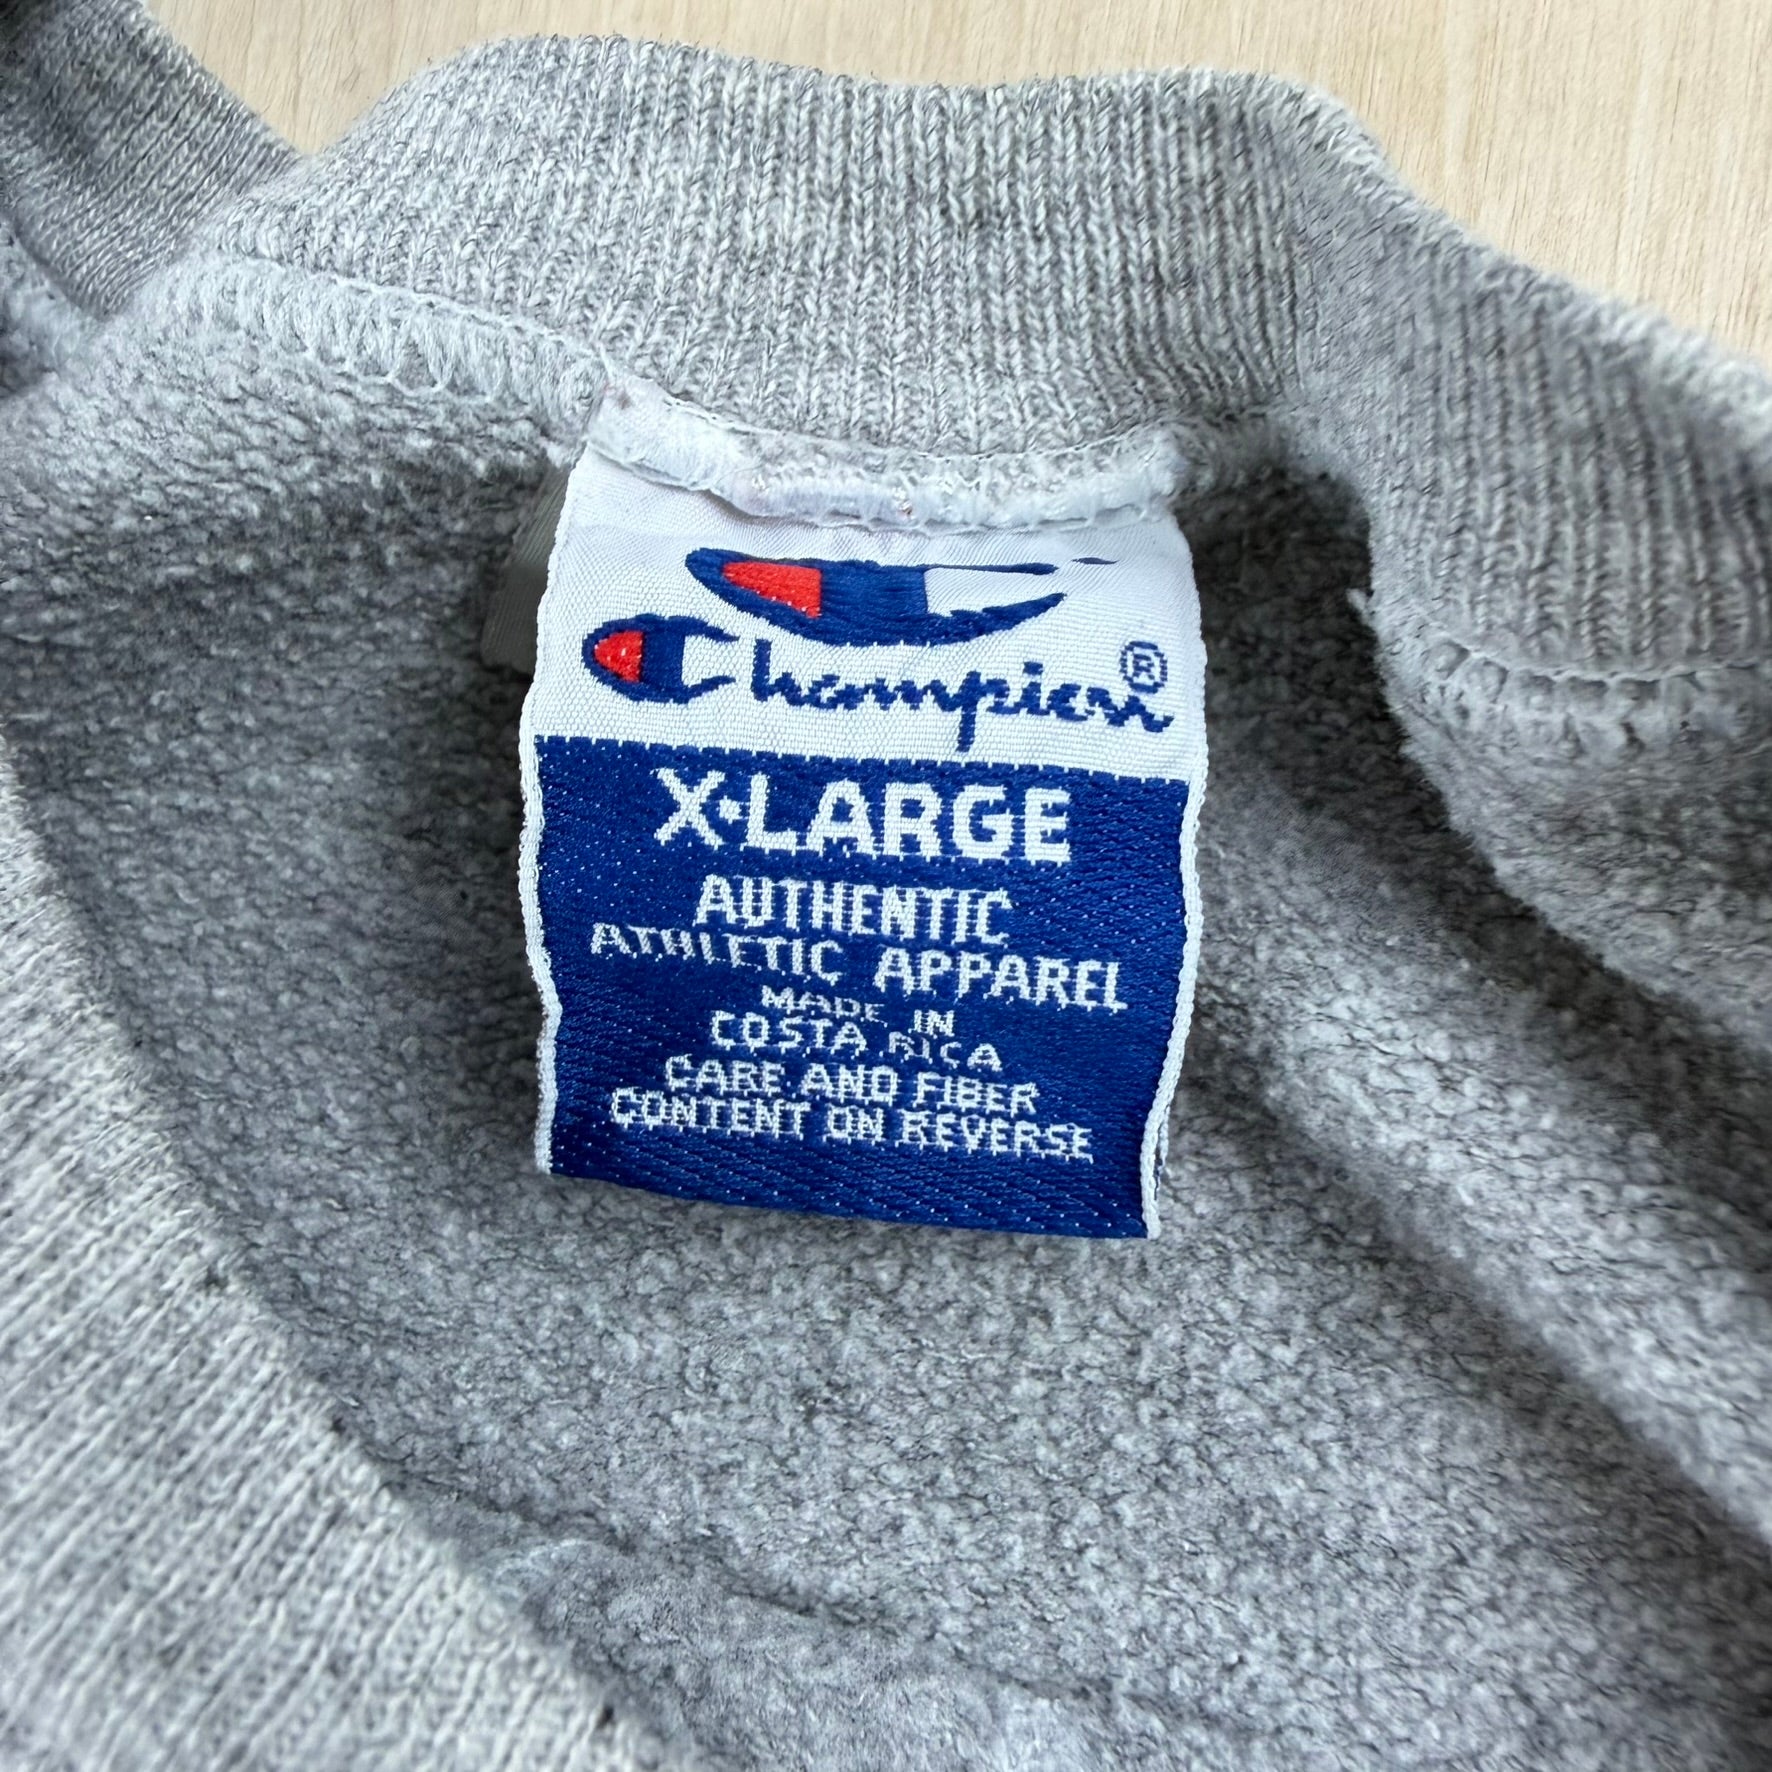 Champion®
X-LARGE
AUTHENTIC
ATHLETIC APPAREL
MADE IN
COSTA RICA
CARE AND FIBER
CONTENT ON REVERSE